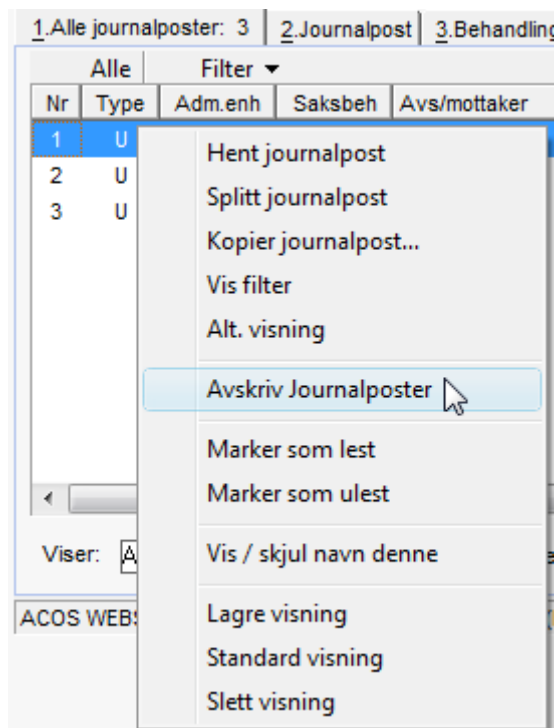 1.Alle journalposter: 3 2.Journalpost 3.Behandling
Alle Filter
Nr Type Adm.enh Saksbeh Avs/mottaker
1 U
2 U
3 U
Hent journalpost
Splitt journalpost
Kopier journalpost...
Vis filter
Alt. visning
Avskriv Journalposter
Marker som lest
Marker som ulest
Vis / skjul navn denne
Lagre visning
Standard visning
Slett visning
Viser: A
ACOS WEBS